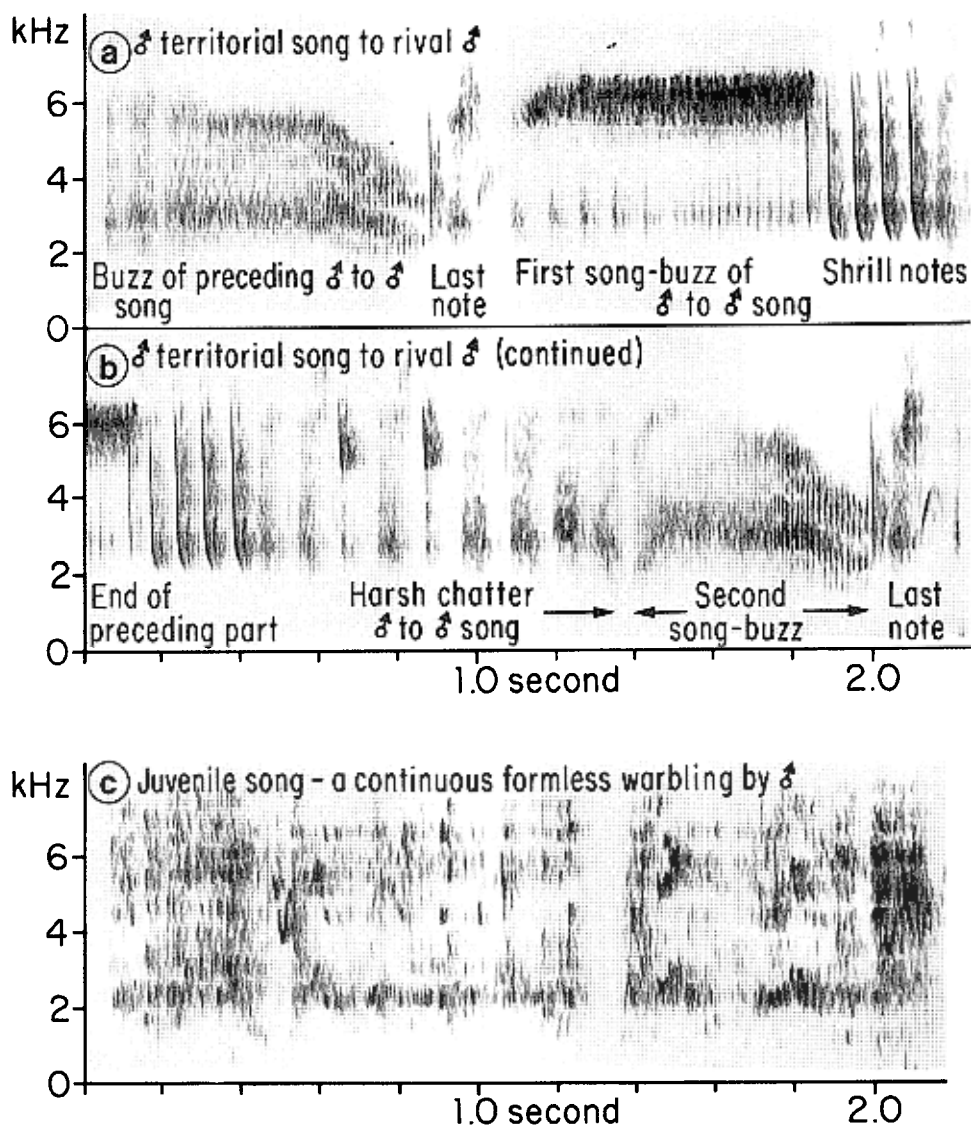 kHz
a ♂ territorial song to rival ♂
6
4
2
0
Buzz of preceding ♂ to ♂
song
Last
note
First song-buzz of
♂ to ♂ song
Shrill notes
b ♂ territorial song to rival ♂ (continued)
6
4
2
0
End of
preceding part
Harsh chatter
♂ to ♂ song
Second
song-buzz
Last
note
1.0 second
2.0
kHz
c Juvenile song - a continuous formless warbling by ♂
6
4
2
0
1.0 second
2.0